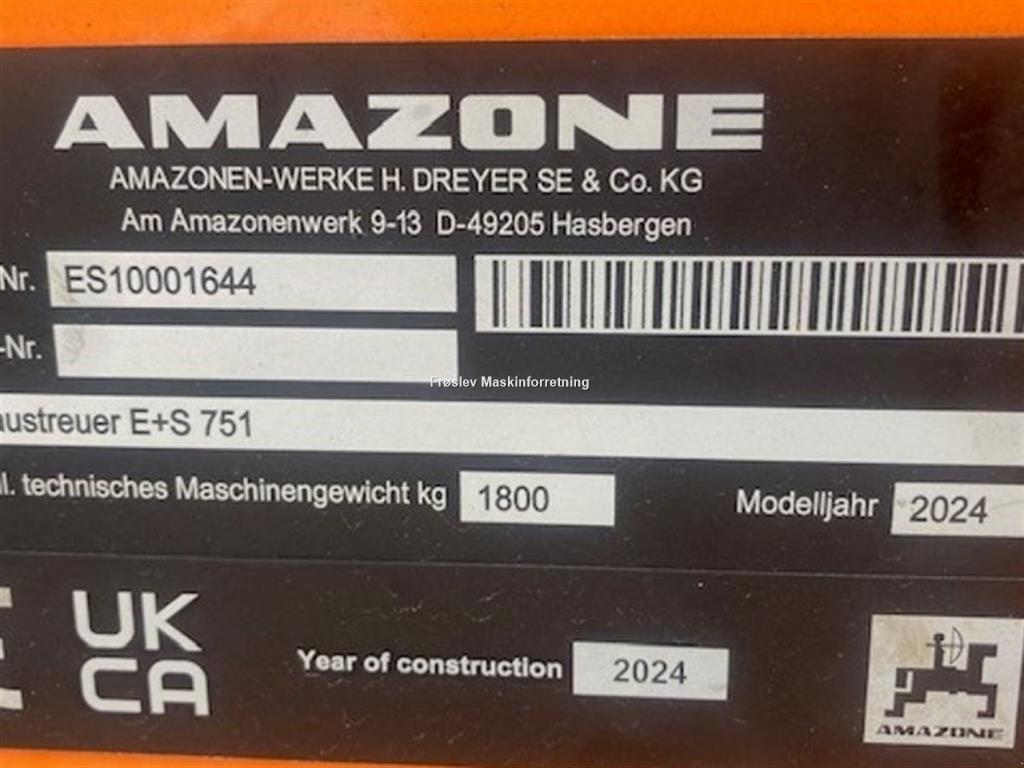 AMAZONE
AMAZONEN-WERKE H. DREYER SE & Co. KG
Am Amazonenwerk 9-13 D-49205 Hasbergen
Nr. ES10001644
-Nr.
Frøslev Maskinforretning
austreuer E+S 751
l. technisches Maschinengewicht kg 1800 Modelljahr 2024
UK
CA
Year of construction 2024
AMAZONE